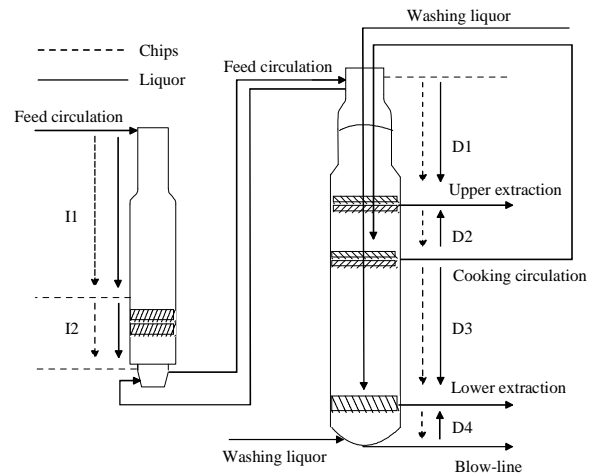 Washing liquor
Chips
Liquor
Feed circulation
Feed circulation
I1
I2
D1
Upper extraction
D2
Cooking circulation
D3
Lower extraction
D4
Washing liquor
Blow-line